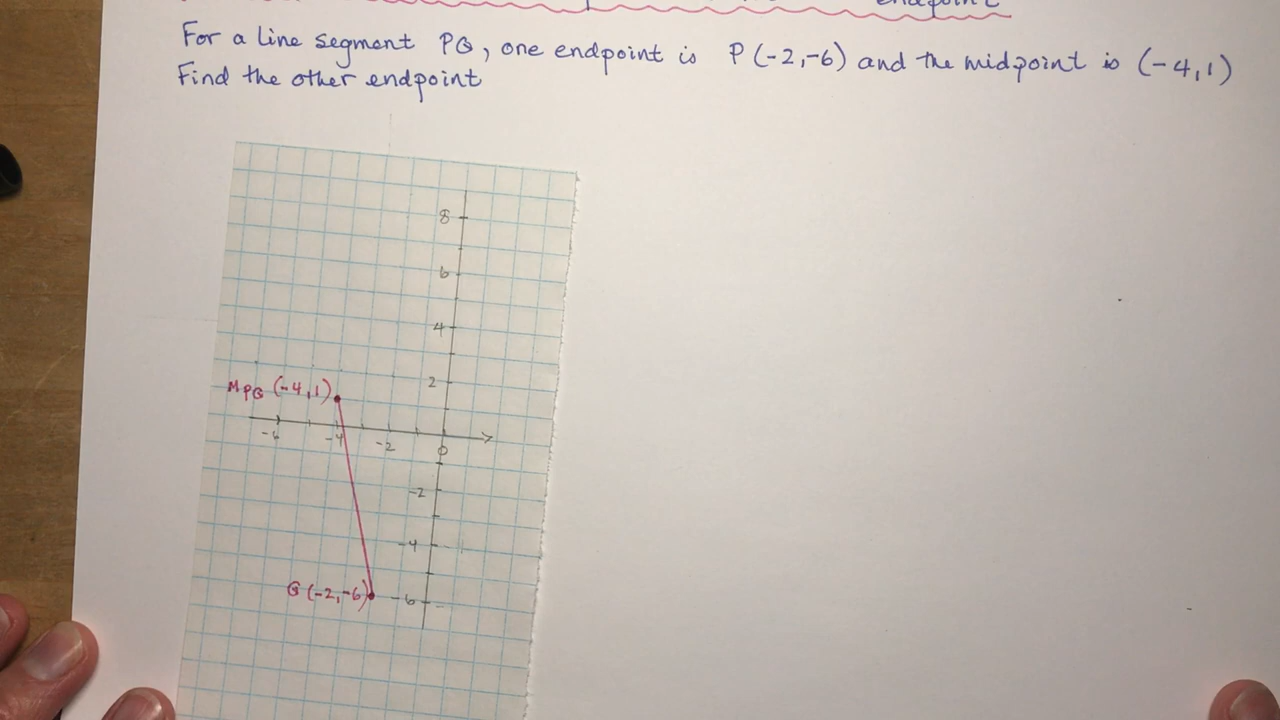 endpoint
For a line segment PQ, one endpoint is P(-2,-6) and the midpoint is (-4,1)
Find the other endpoint
8
6
4
2
MPQ (-4,1)
-6 -4 -2 0
-2
-4
Q(-2,-6) -6